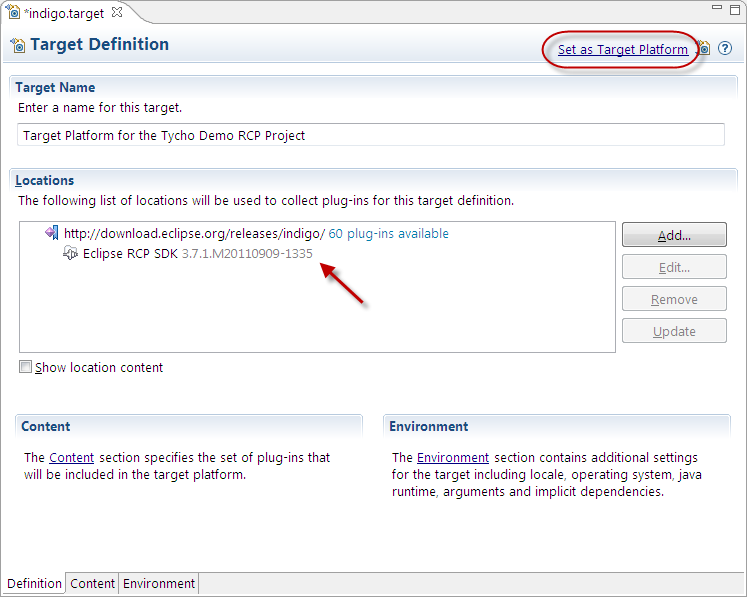 *indigo.target
Target Definition
Set as Target Platform
Target Name
Enter a name for this target.
Target Platform for the Tycho Demo RCP Project
Locations
The following list of locations will be used to collect plug-ins for this target definition.
http://download.eclipse.org/releases/indigo/ 60 plug-ins available
Eclipse RCP SDK 3.7.1.M20110909-1335
Add...
Edit...
Remove
Update
Show location content
Content
The Content section specifies the set of plug-ins that
will be included in the target platform.
Environment
The Environment section contains additional settings
for the target including locale, operating system, java
runtime, arguments and implicit dependencies.
Definition Content Environment